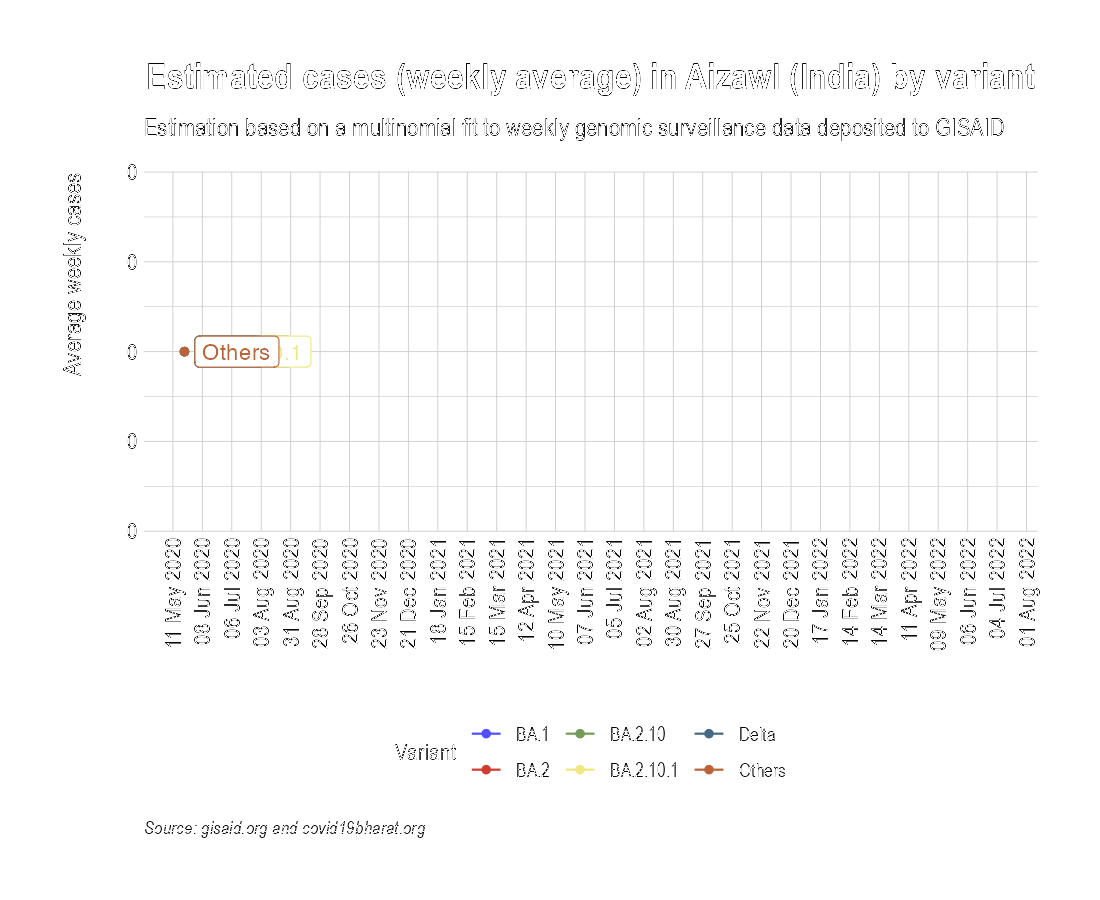 Estimated cases (weekly average) in Aizawl (India) by variant
Estimation based on a multinomial fit to weekly genomic surveillance data deposited to GISAID
Average weekly cases
0
0
0
0
0
Others
.1
11 May 2020
08 Jun 2020
06 Jul 2020
03 Aug 2020
31 Aug 2020
28 Sep 2020
26 Oct 2020
23 Nov 2020
21 Dec 2020
18 Jan 2021
15 Feb 2021
15 Mar 2021
12 Apr 2021
10 May 2021
07 Jun 2021
05 Jul 2021
02 Aug 2021
30 Aug 2021
27 Sep 2021
25 Oct 2021
22 Nov 2021
20 Dec 2021
17 Jan 2022
14 Feb 2022
14 Mar 2022
11 Apr 2022
09 May 2022
06 Jun 2022
04 Jul 2022
01 Aug 2022
Variant
BA.1
BA.2.10
Delta
BA.2
BA.2.10.1
Others
Source: gisaid.org and covid19bharat.org